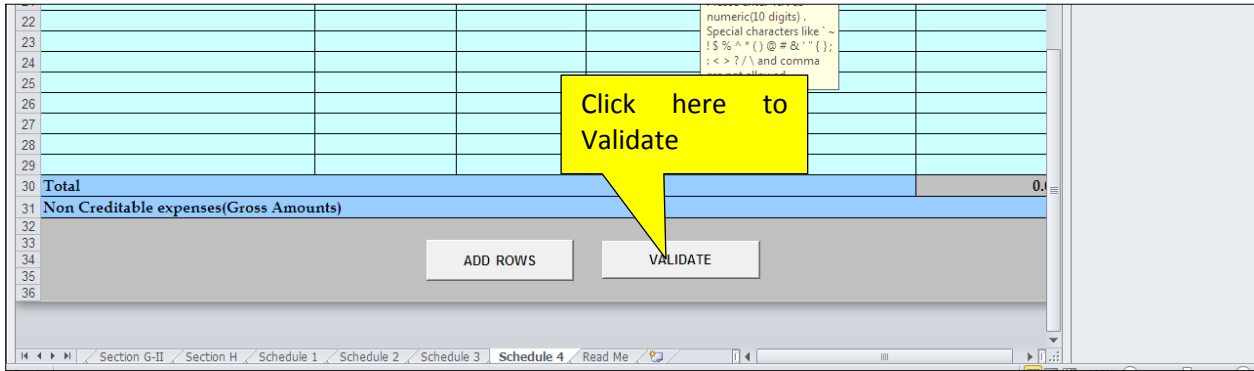 numeric(10 digits) .
22
Special characters like ` ~
23
! $ % ^ * ( ) @ # & ' " { };
24
: < > ? / \ and comma
25
26
27
28
29
Click here to
Validate
30 Total
31 Non Creditable expenses(Gross Amounts)
32
33
34
35
36
ADD ROWS
VALIDATE
Section G-II Section H Schedule 1 Schedule 2 Schedule 3 Schedule 4 Read Me